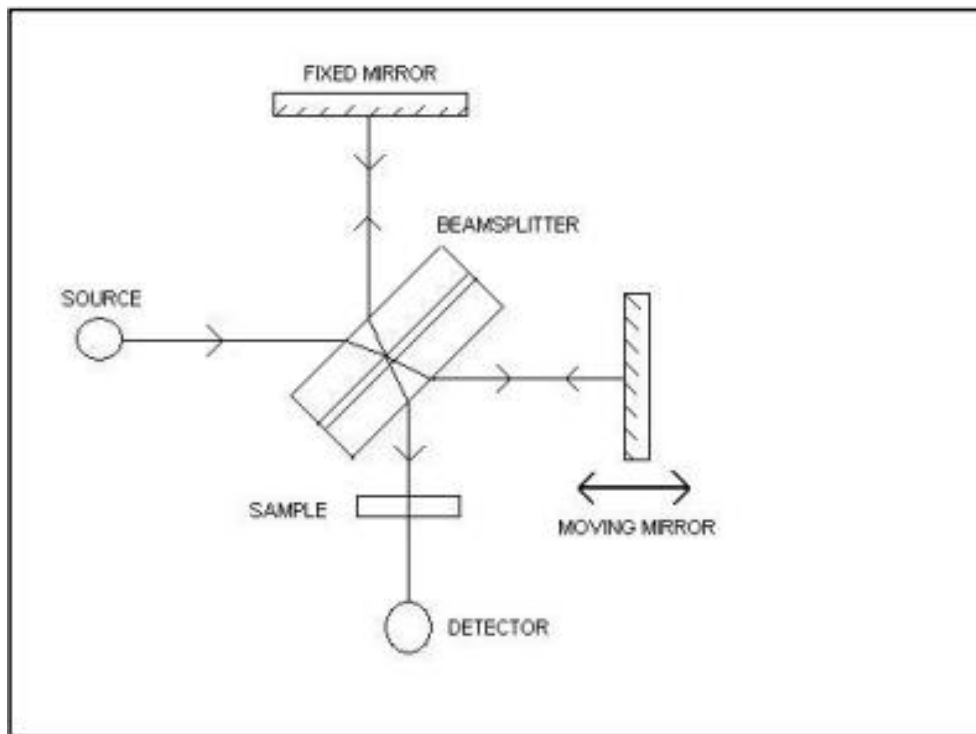 FIXED MIRROR
BEAMSPLITTER
SOURCE
SAMPLE
MOVING MIRROR
DETECTOR